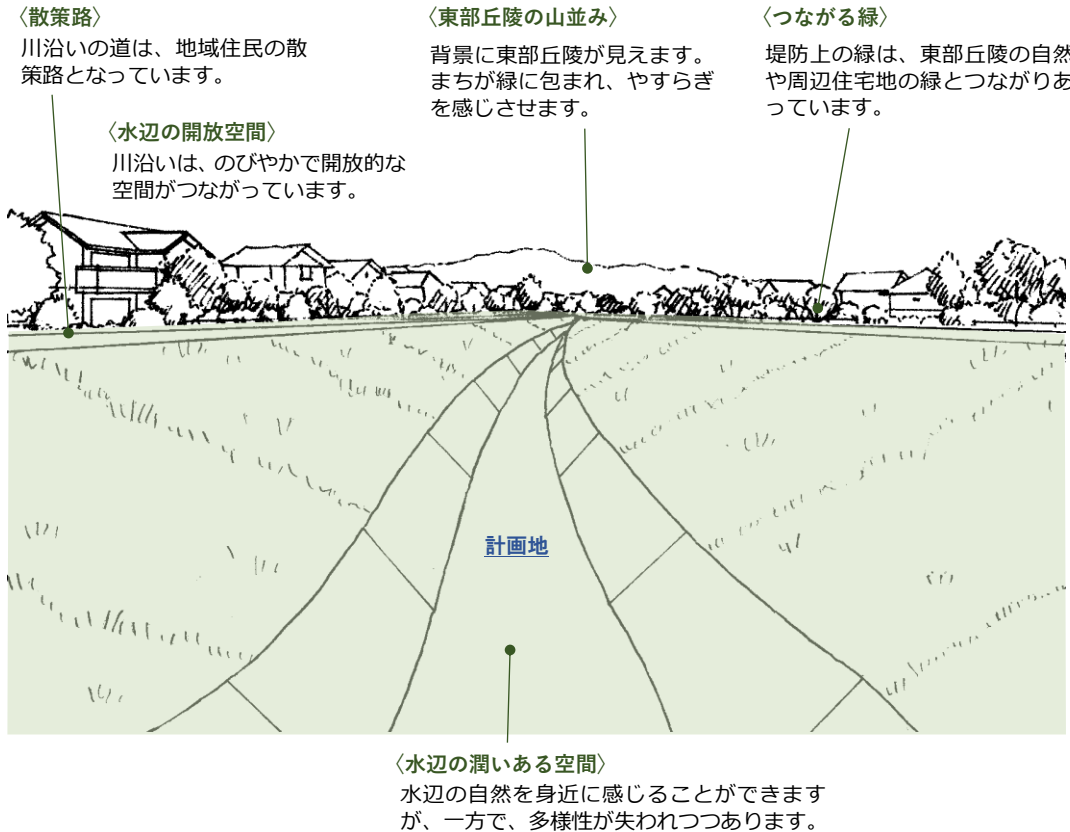 〈散策路〉
川沿いの道は、地域住民の散
策路となっています。
〈水辺の開放空間〉
川沿いは、のびやかで開放的な
空間がつながっています。
〈東部丘陵の山並み〉
背景に東部丘陵が見えます。
まちが緑に包まれ、やすらぎ
を感じさせます。
〈つながる緑〉
堤防上の緑は、東部丘陵の自然
や周辺住宅地の緑とつながりあ
っています。
計画地
〈水辺の潤いある空間〉
水辺の自然を身近に感じることができます
が、一方で、多様性が失われつつあります。